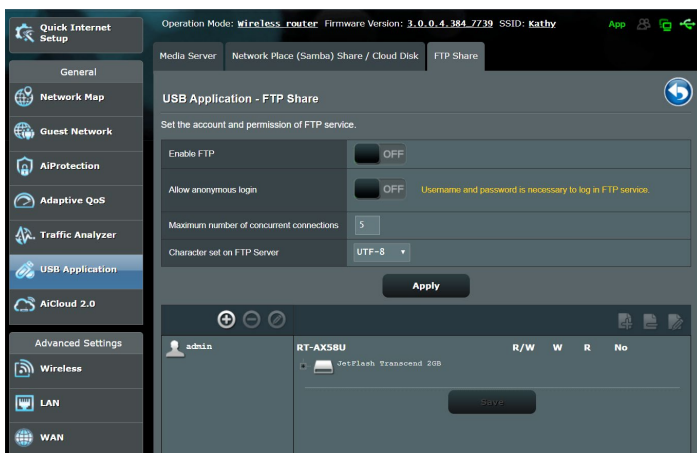 Quick Internet
Setup
Operation Mode: Wireless router Firmware Version: 3.0.0.4.384_7739 SSID: Kathy
App
Media Server
Network Place (Samba) Share / Cloud Disk
FTP Share
General
Network Map
Guest Network
AiProtection
Adaptive QoS
Traffic Analyzer
USB Application
AiCloud 2.0
Advanced Settings
Wireless
LAN
WAN
USB Application - FTP Share
Set the account and permission of FTP service.
Enable FTP
OFF
Allow anonymous login
OFF
Username and password is necessary to log in FTP service.
Maximum number of concurrent connections
5
Character set on FTP Server
UTF-8
Apply
admin
RT-AX58U
R/W W R No
JetFlash Transcend 2GB
Save